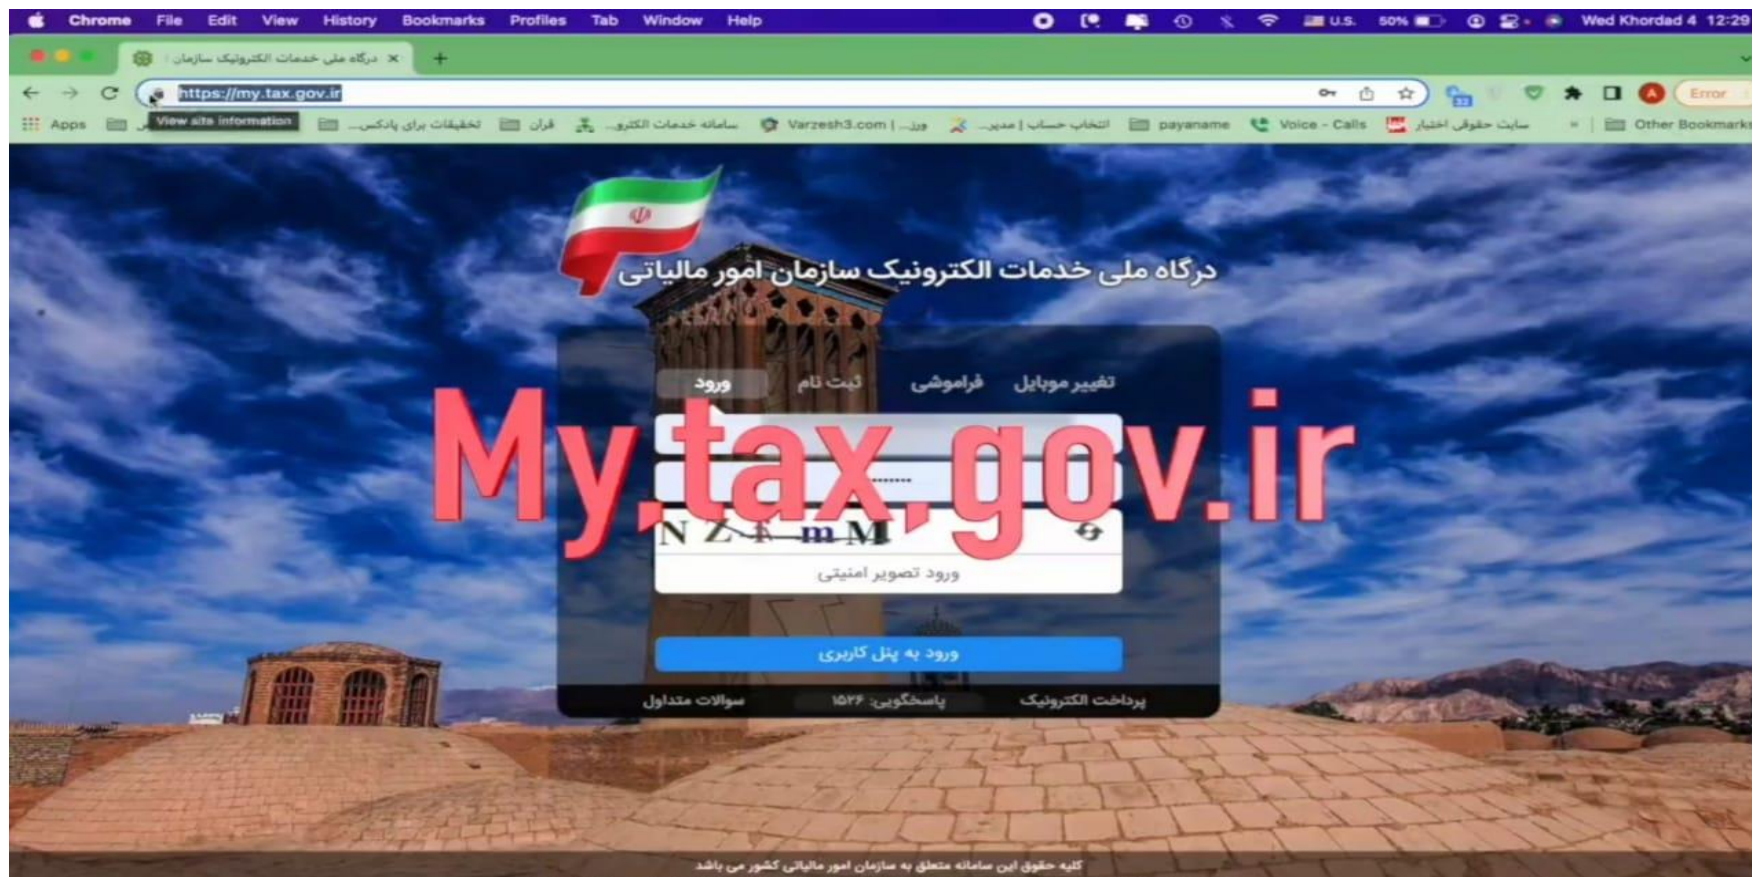 Chrome File Edit View History Bookmarks Profiles Tab Window Help U.S. 50% Wed Khordad 4 12:29
درگاه ملی خدمات الکترونیک سازمان
https://my.tax.gov.ir Error
Apps تحقیقات برای پادکس... قرآن سامانه خدمات الکترو... Varzesh3.com | ورز... انتخاب حساب | مدیر... payaname Voice - Calls سایت حقوقی اختبار Other Bookmarks
View site information
درگاه ملی خدمات الکترونیک سازمان امور مالیاتی
تغییر موبایل فراموشی ثبت نام ورود
My.tax.gov.ir
ورود تصویر امنیتی
ورود به پنل کاربری
پرداخت الکترونیک پاسخگویی: ۱۵۲۶ سوالات متداول
کلیه حقوق این سامانه متعلق به سازمان امور مالیاتی کشور می باشد